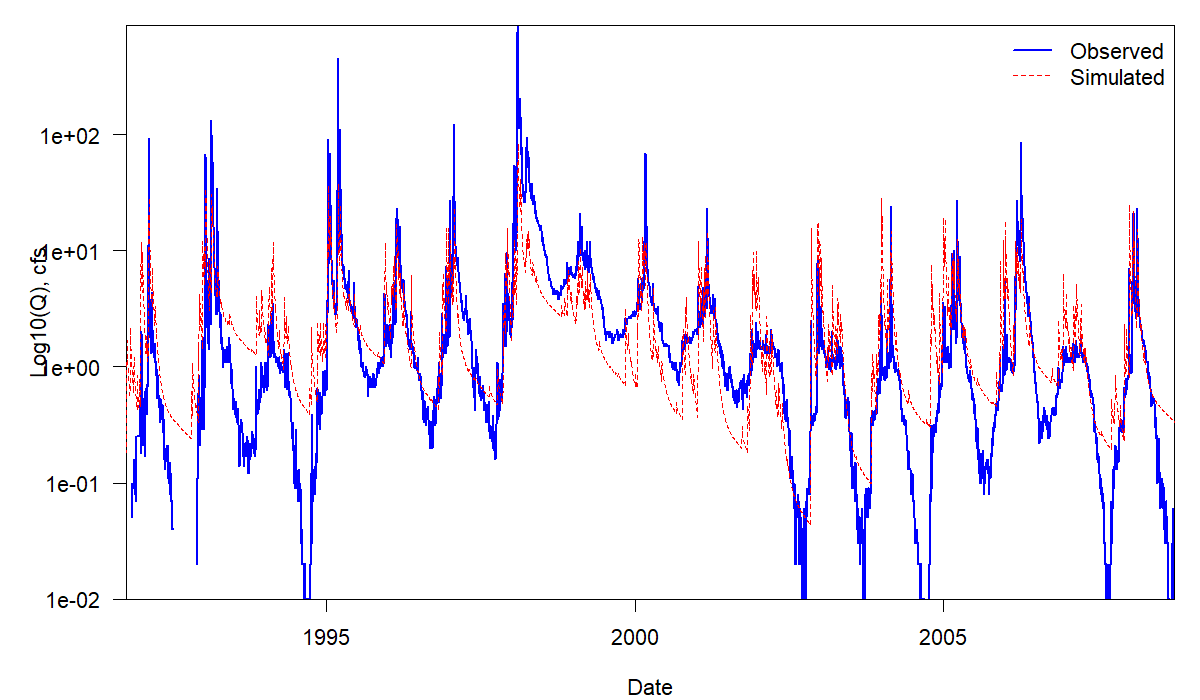 Observed
Simulated
1e+02
1e+01
1e+00
1e-01
1e-02
Log10(Q), cfs
1995
2000
2005
Date